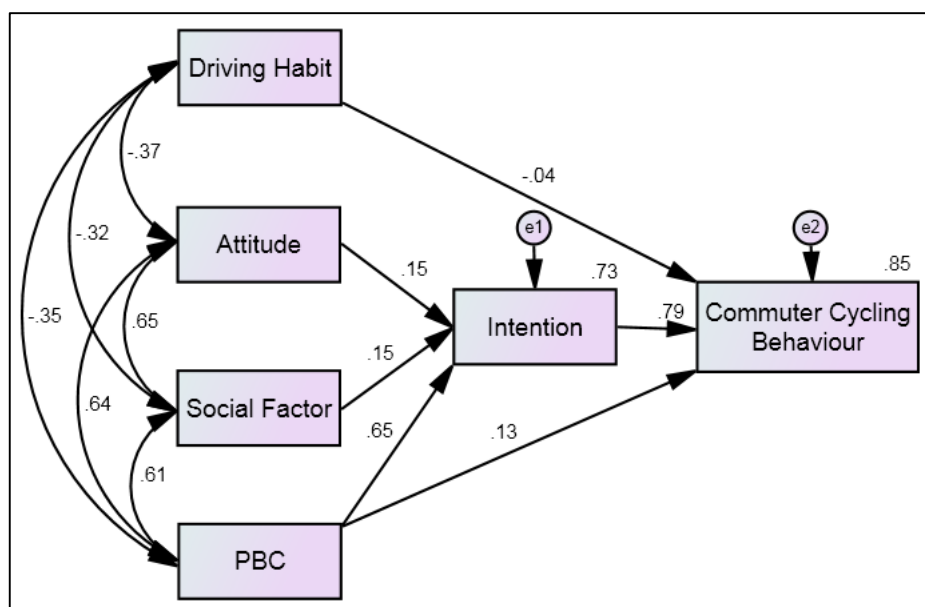 Driving Habit
-.37
-.04
-.32
Attitude
e1
e2
.15
.73
.85
-.35
.65
Intention
.79
Commuter Cycling
Behaviour
.15
.64
Social Factor
.65
.13
.61
PBC